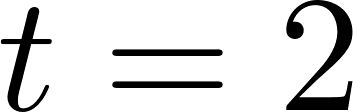 t = 2